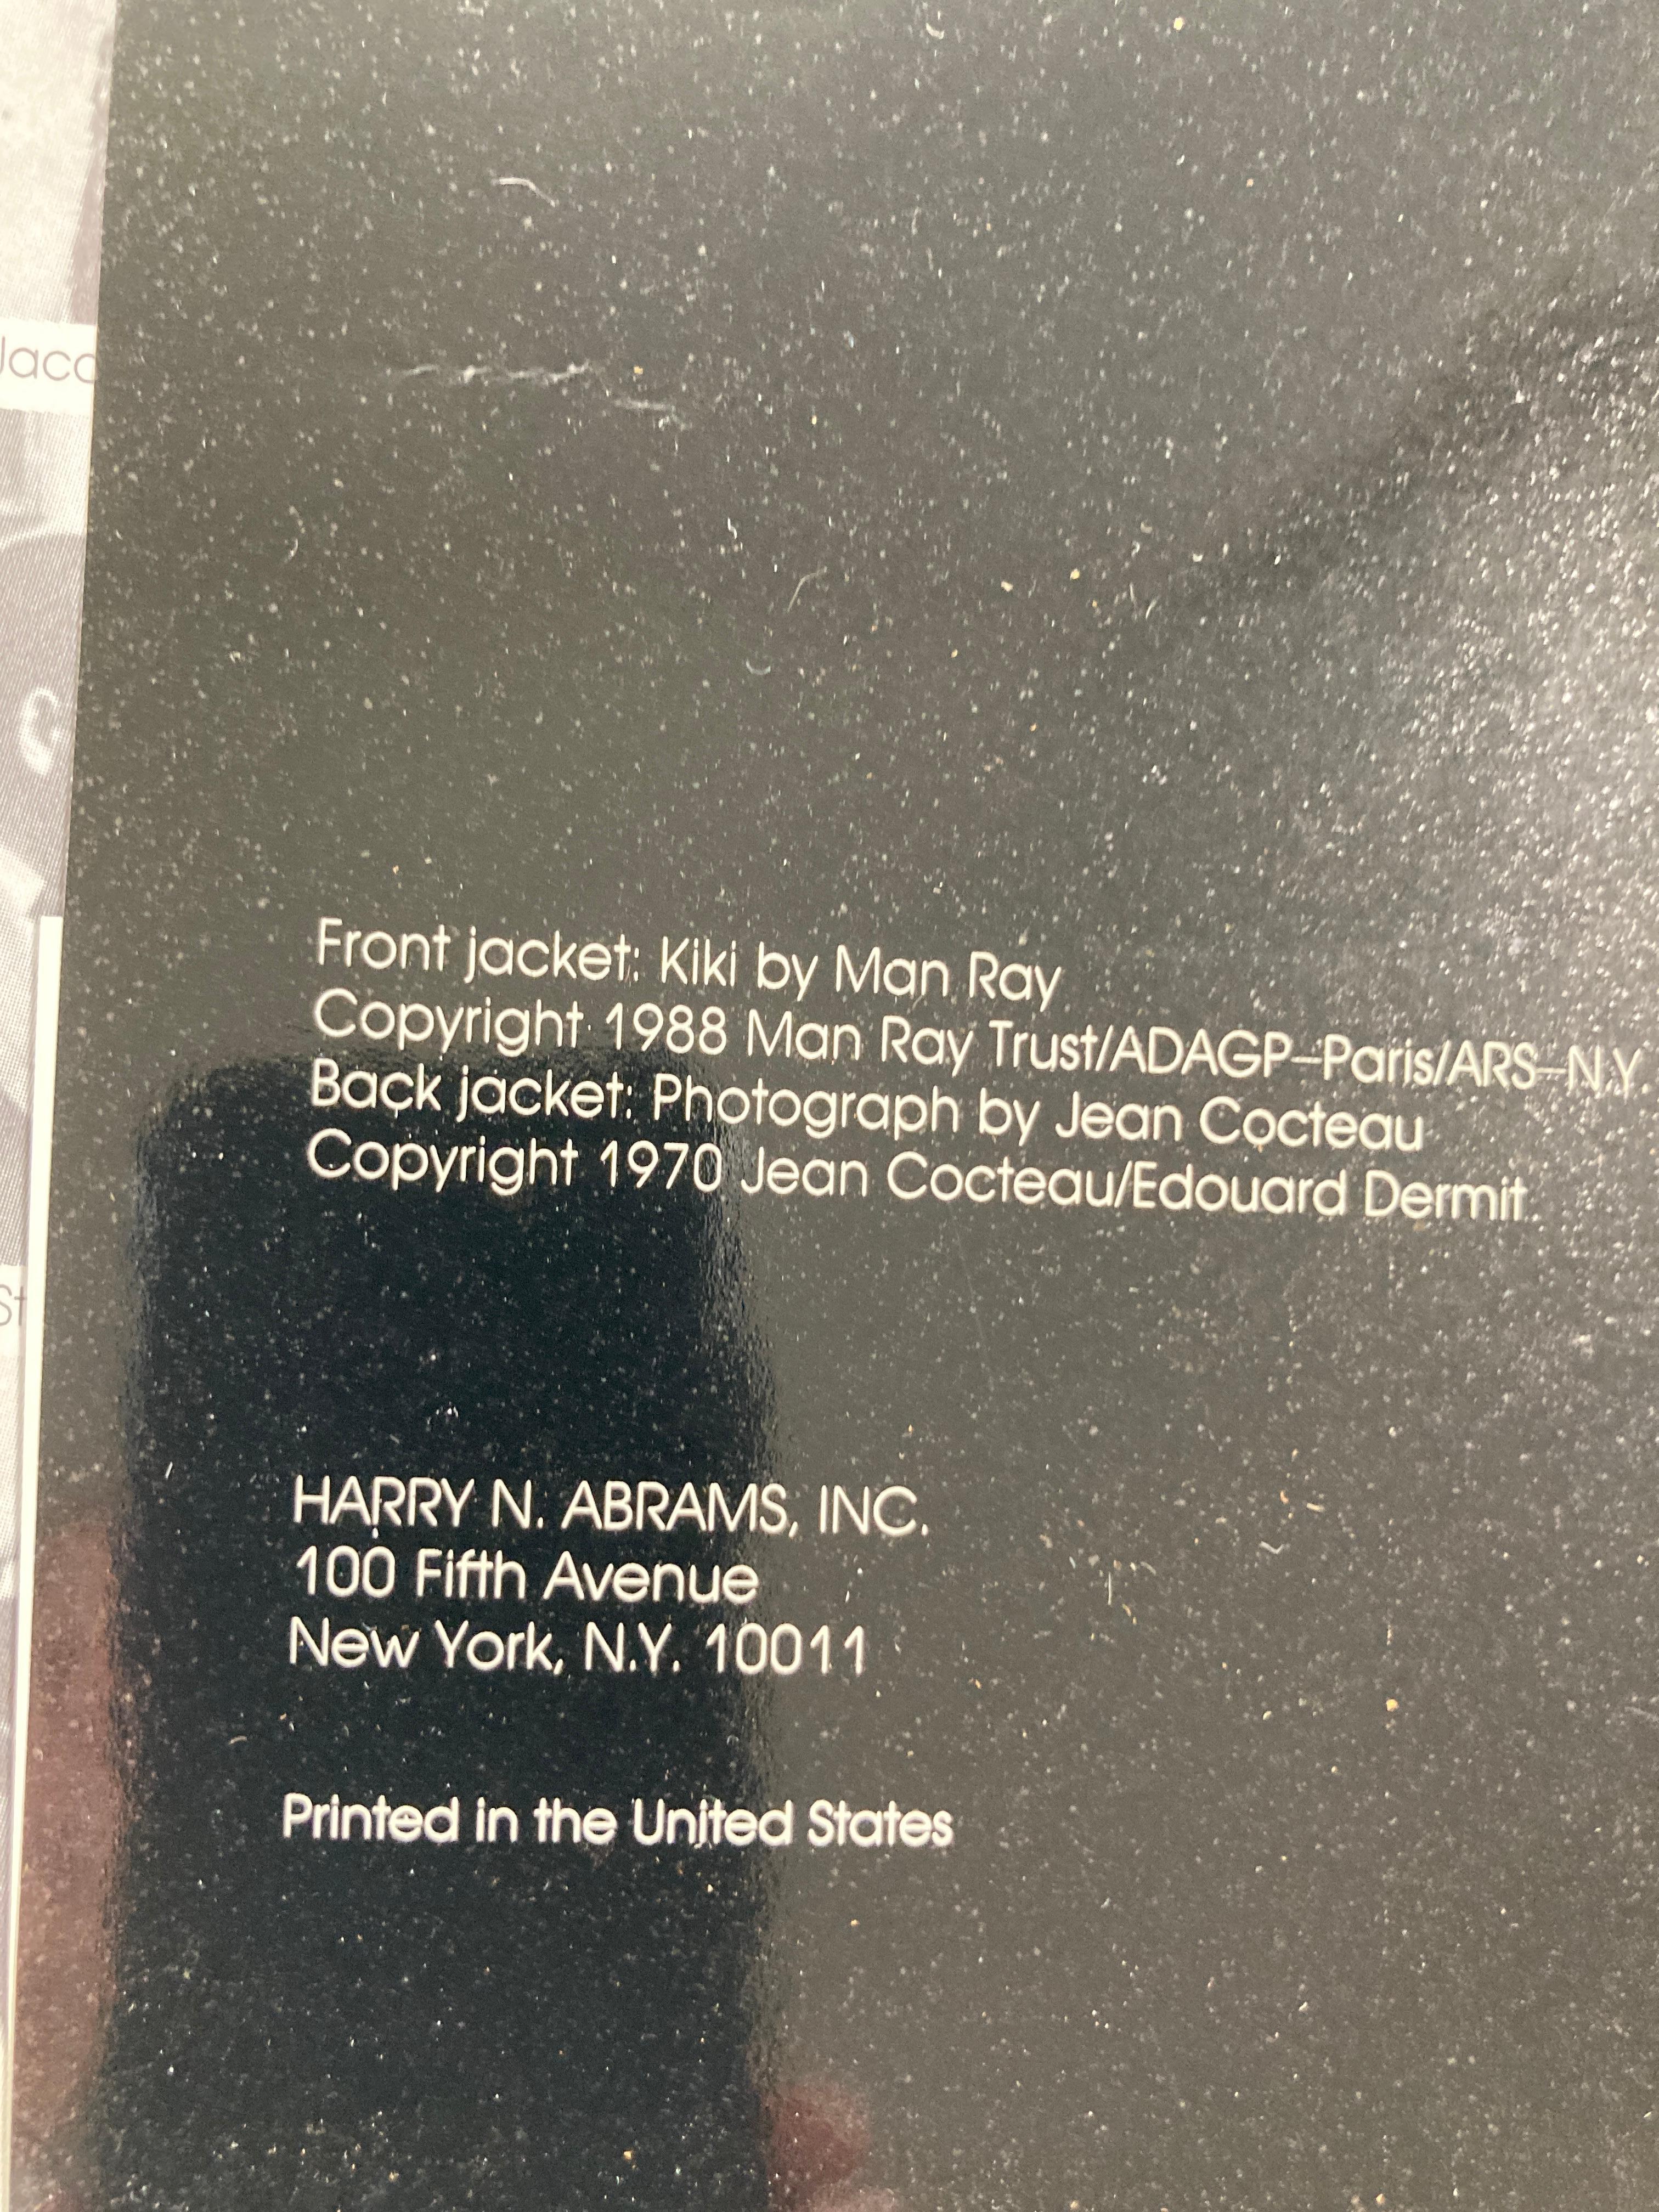 Jacc
St
Front jacket: Kiki by Man Ray
Copyright 1988 Man Ray Trust/ADAGP–Paris/ARS–N.Y.
Back jacket: Photograph by Jean Cocteau
Copyright 1970 Jean Cocteau/Edouard Dermit.
HARRY N. ABRAMS, INC.
100 Fifth Avenue
New York, N.Y. 10011
Printed in the United States